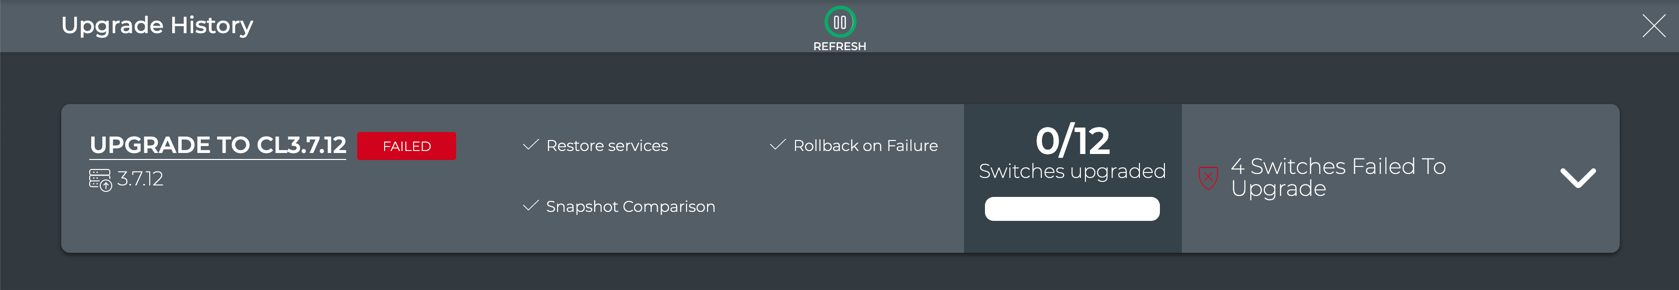 Upgrade History
REFRESH
UPGRADE TO CL3.7.12
FAILED
3.7.12
Restore services
Rollback on Failure
Snapshot Comparison
0/12
Switches upgraded
4 Switches Failed To
Upgrade